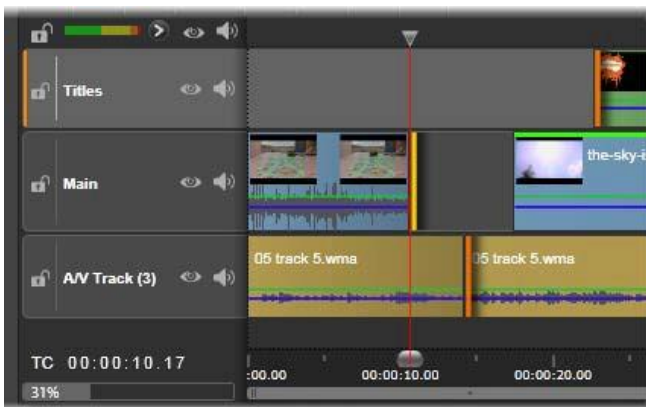 Titles
the-sky-i
Main
05 track 5.wma
05 track 5.wma
A/V Track (3)
TC 00:00:10.17
:00.00 00:00:10.00 00:00:20.00
31%